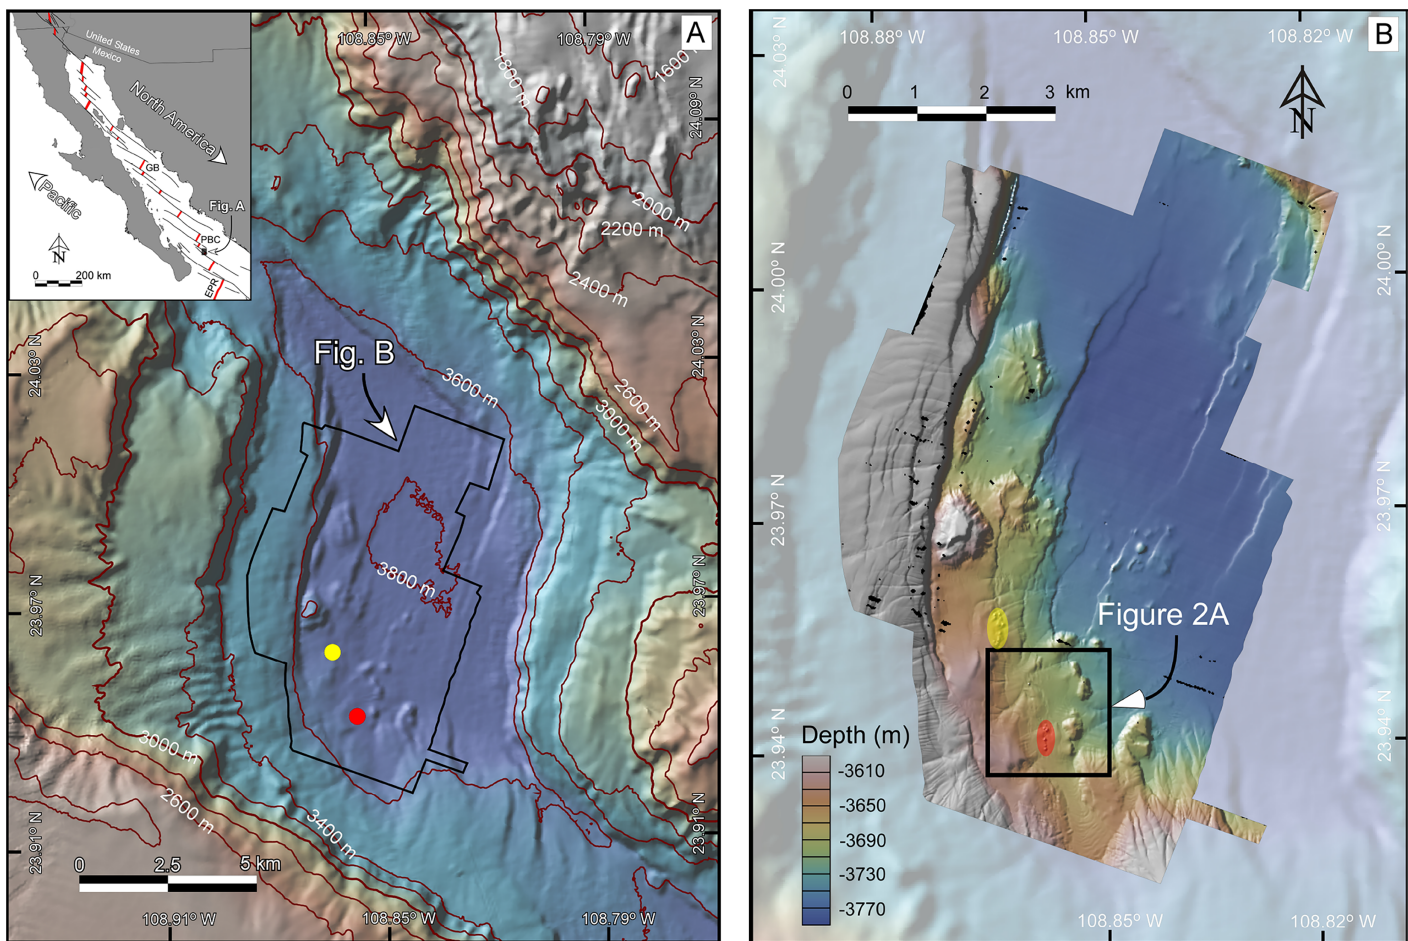 A
108.85° W
108.79° W
United States
Mexico
North America
Pacific
GB
Fig. A
PBC
EPR
N
0 200 km
1800 m
1600 m
24.09° N
2000 m
2200 m
2400 m
24.03° N
Fig. B
3600 m
2600 m
3000 m
24.03° N
3800 m
23.97° N
23.97° N
3000 m
2600 m
3400 m
23.91° N
23.91° N
0 2.5 5 km
108.91° W
108.85° W
108.79° W
B
108.88° W
108.85° W
108.82° W
24.03° N
0 1 2 3 km
N
24.00° N
24.00° N
23.97° N
23.97° N
Figure 2A
23.94° N
23.94° N
Depth (m)
-3610
-3650
-3690
-3730
-3770
108.85° W
108.82° W